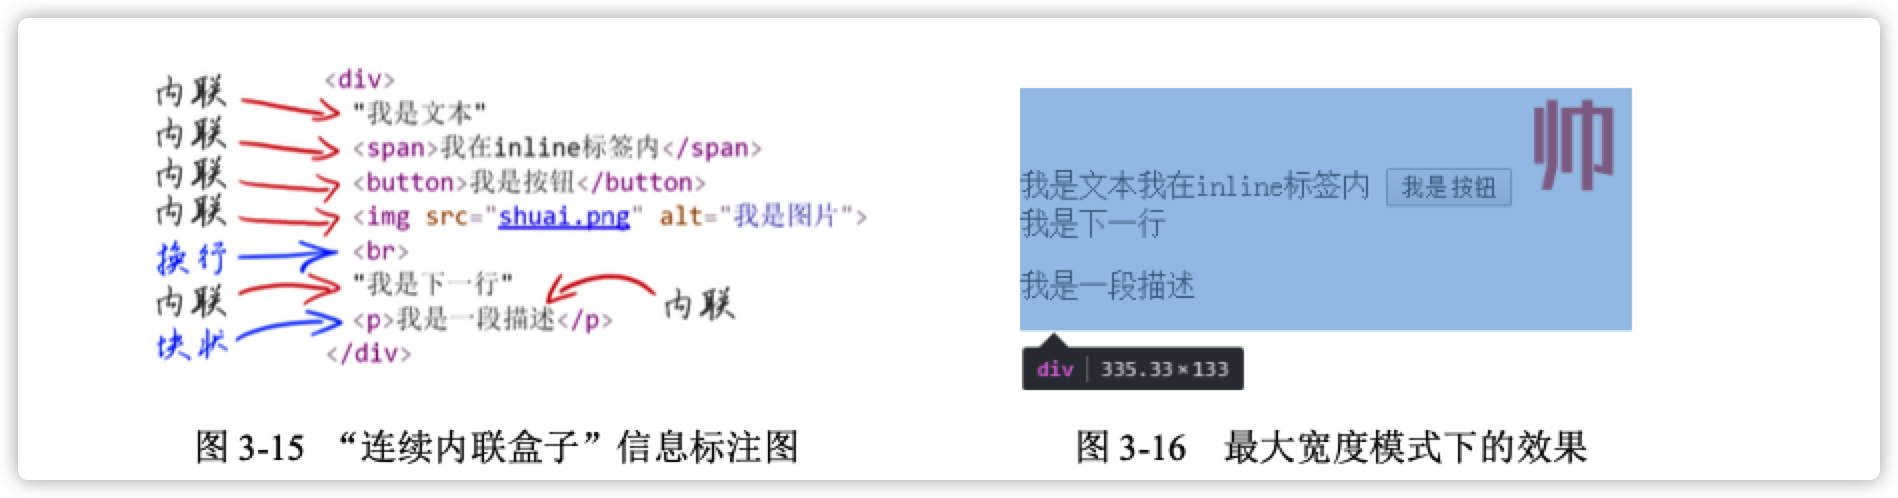 内联
<div>
内联
"我是文本"
内联
<span>我在inline标签内</span>
内联
<button>我是按钮</button>
<img src="shuai.png" alt="我是图片">
换行
<br>
内联
"我是下一行"
内联
块状
<p>我是一段描述</p>
</div>
图 3-15 “连续内联盒子”信息标注图
帅
我是文本我在inline标签内 我是按钮
我是下一行
我是一段描述
div 335.33×133
图 3-16 最大宽度模式下的效果